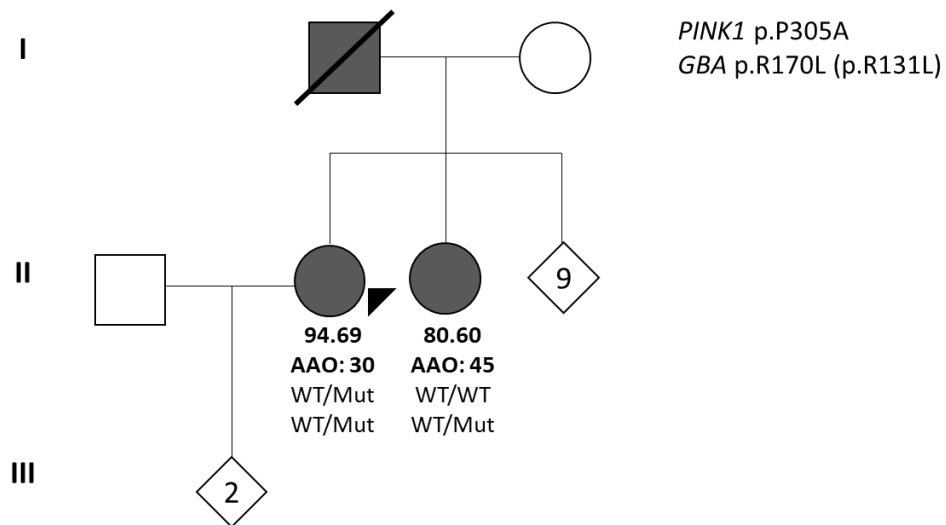 I
PINK1 p.P305A
GBA p.R170L (p.R131L)
II
9
94.69
80.60
AAO: 30
AAO: 45
WT/Mut
WT/WT
WT/Mut
WT/Mut
III
2